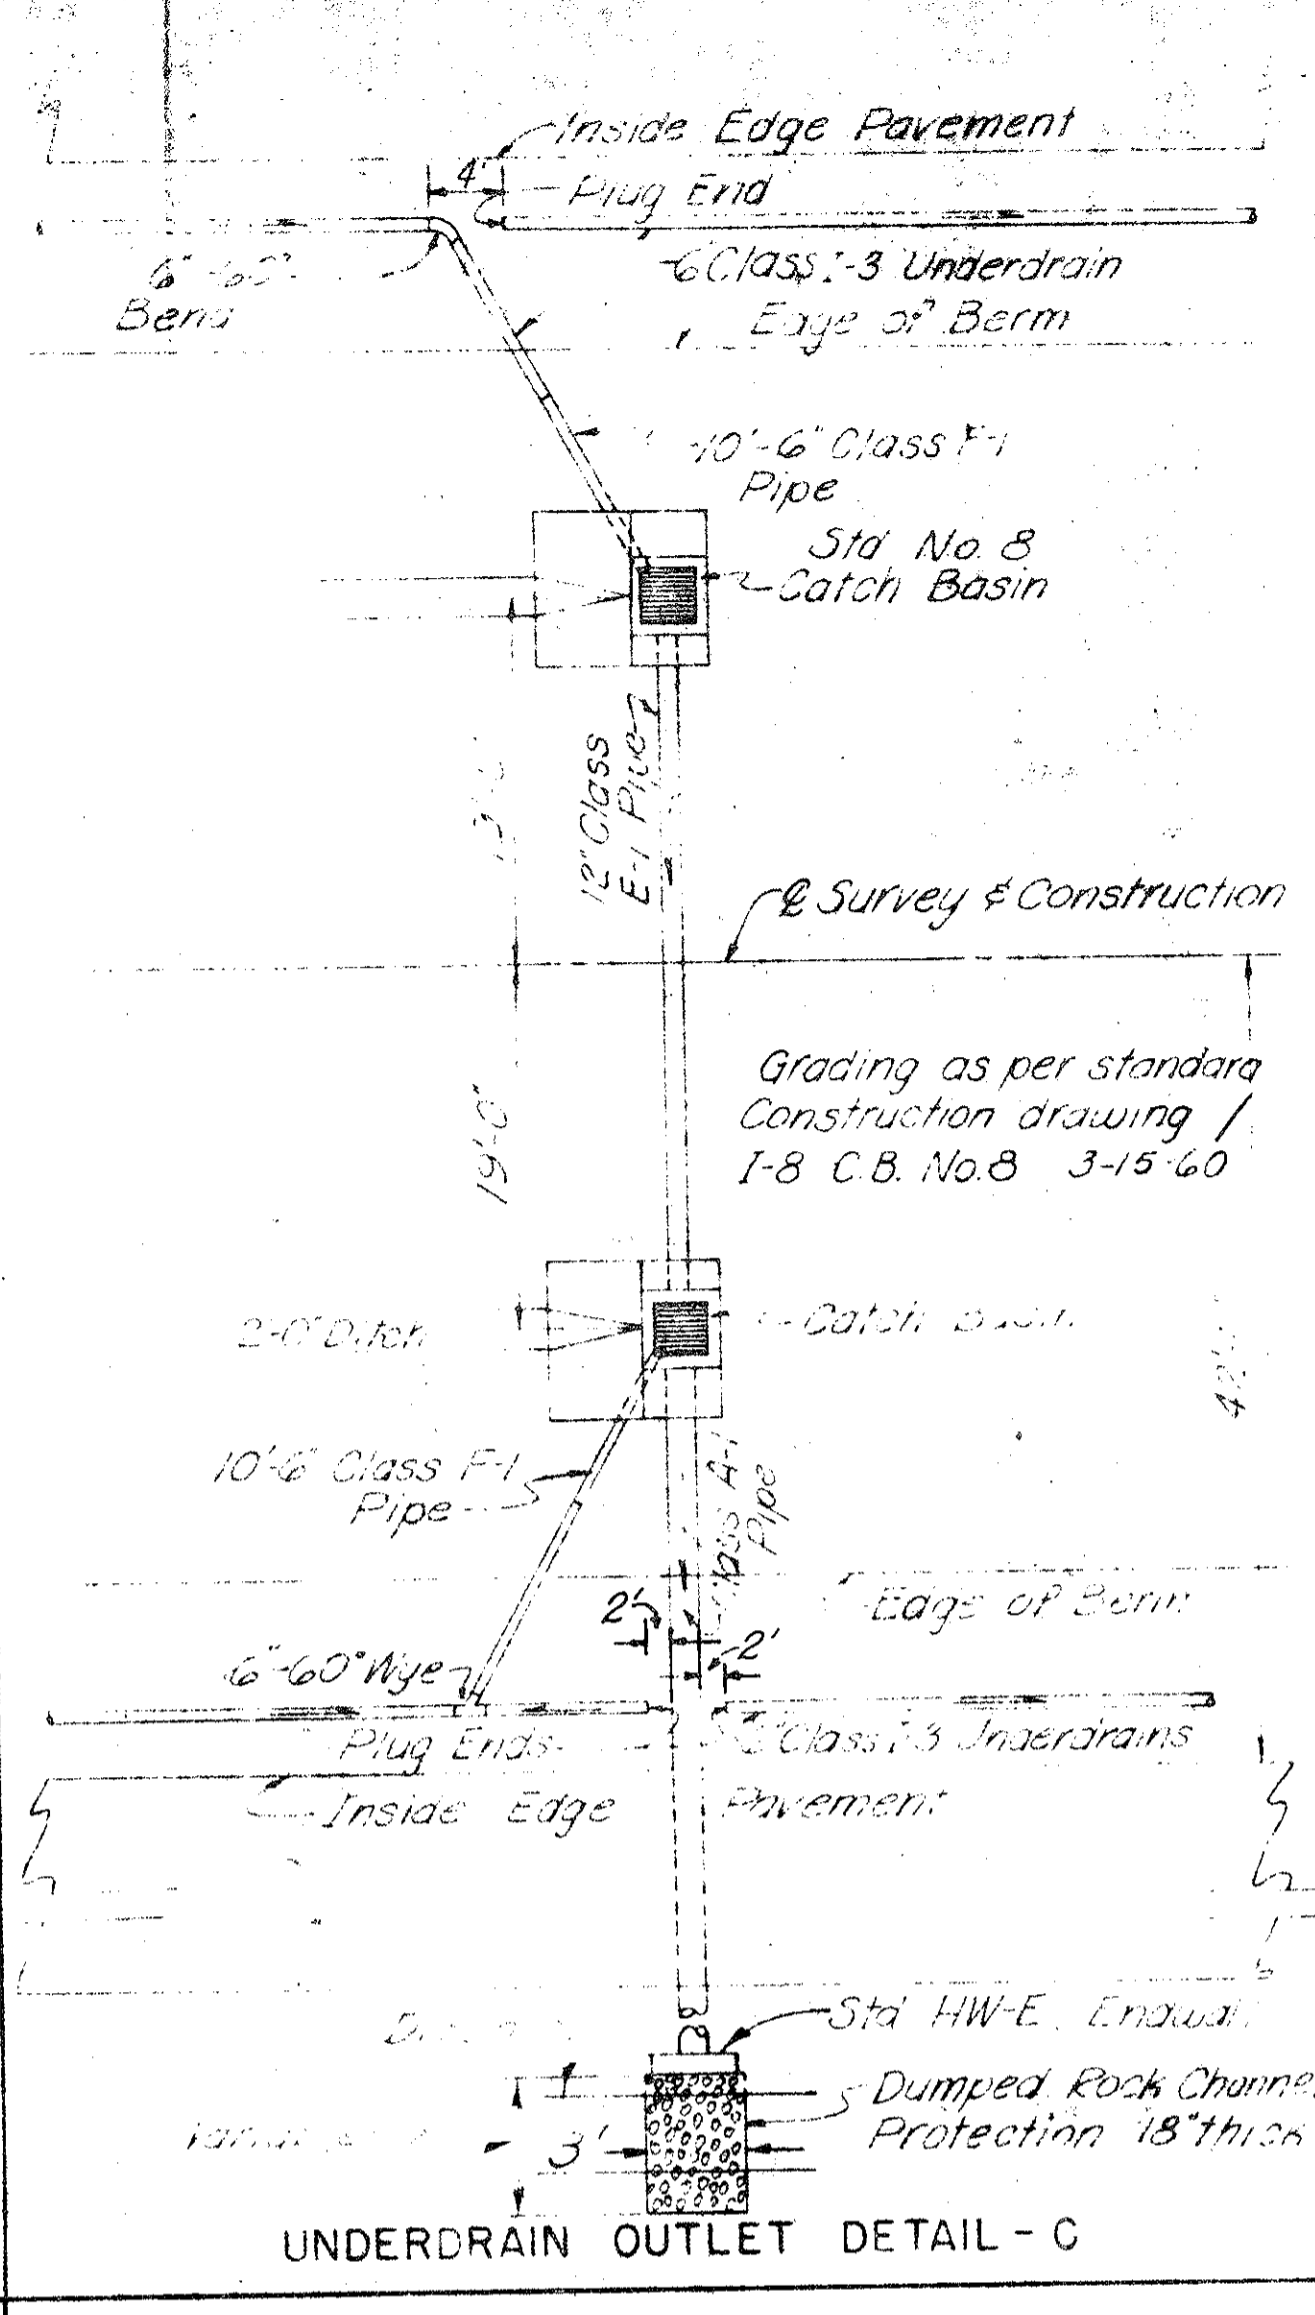 Inside Edge Pavement
4'
Plug End
6" Class I-3 Underdrain
6"-60°
Bend
Edge of Berm
10'-6" Class F-1
Pipe
Std No. 8
Catch Basin
12" Class
E-1 Pipe
℄ Survey & Construction
19'-0"
Grading as per standard
Construction drawing
I-8 C.B. No. 8 3-15-60
2'-0" Ditch
Catch Basin
10'-6" Class F-1
Pipe
Class A-1
Pipe
2'
Edge of Berm
2'
6"-60° Wye
Plug Ends
6" Class I-3 Underdrains
Inside Edge Pavement
Std HW-E Endwall
Dumped Rock Channe
Protection 18" thick
3'
UNDERDRAIN OUTLET DETAIL - C